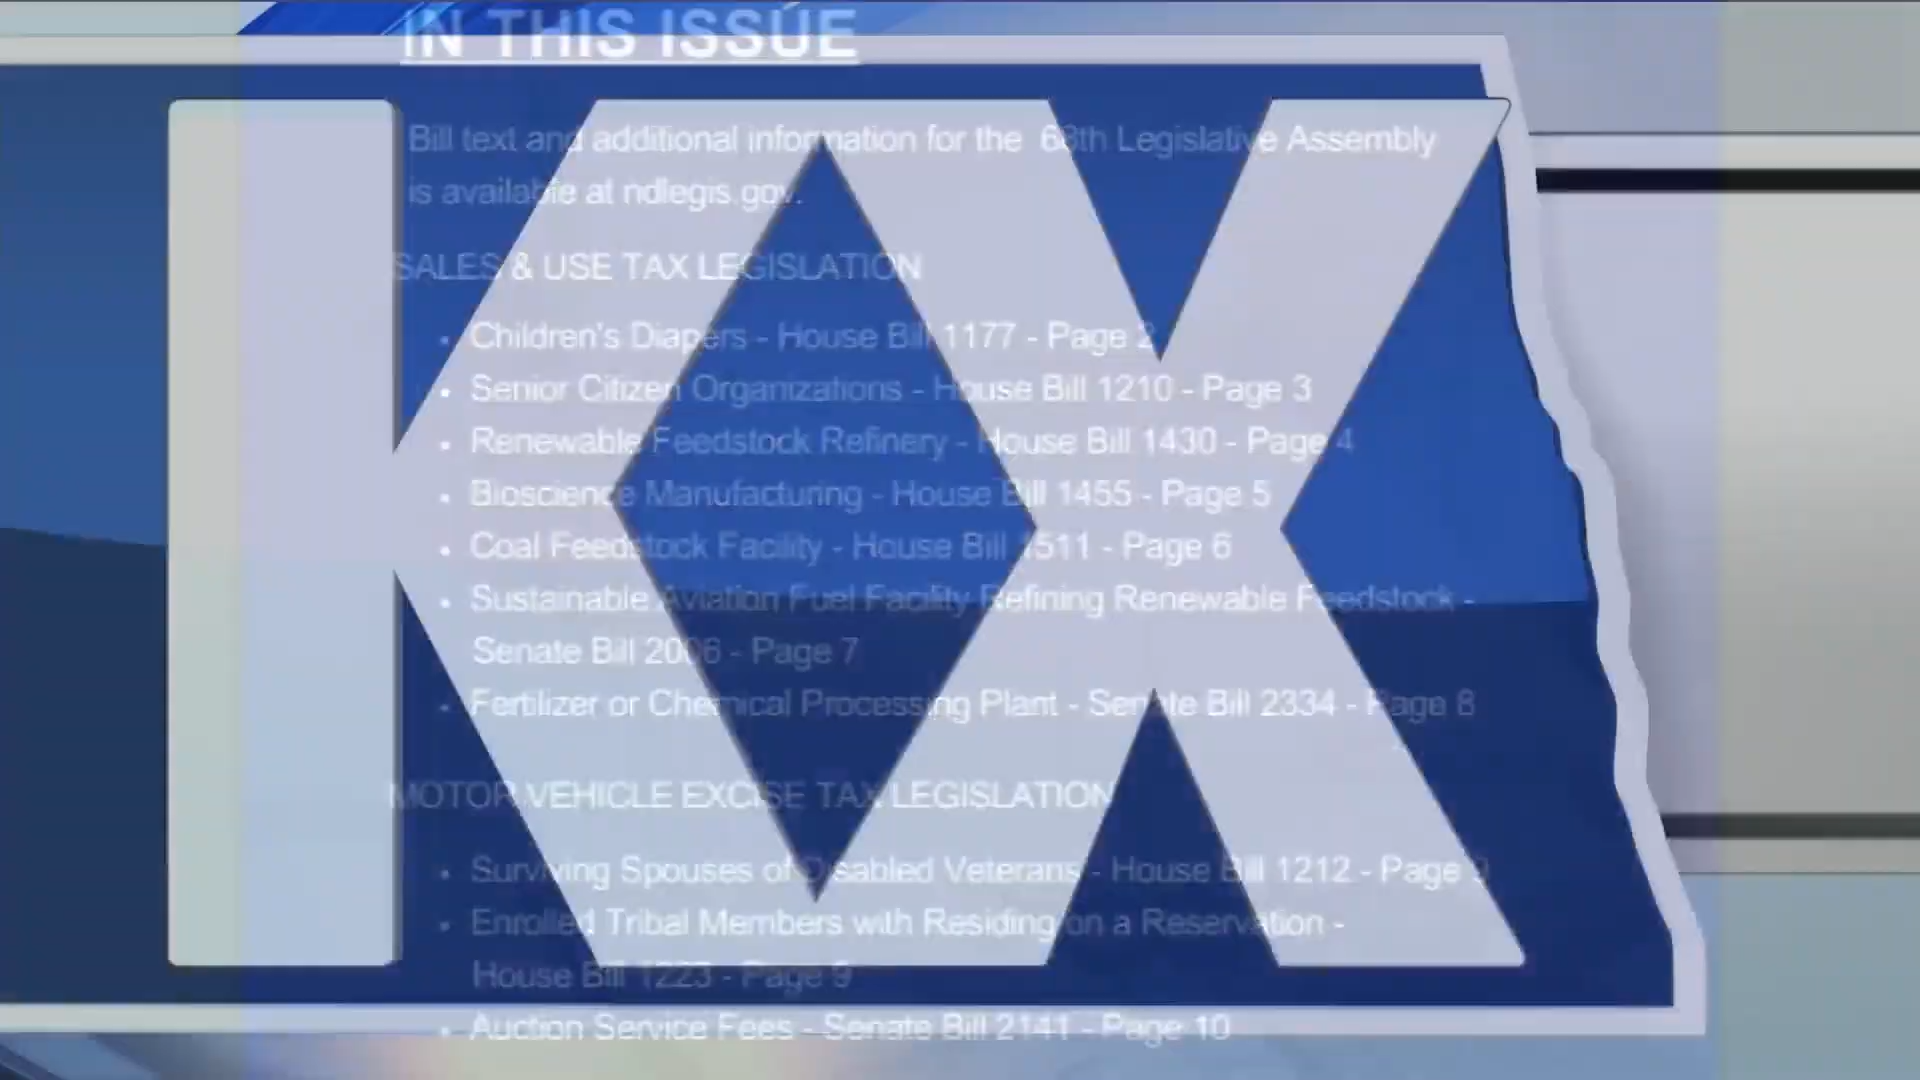 IN THIS ISSUE
KX
Bill text and additional information for the 68th Legislative Assembly
is available at ndlegis.gov.
SALES & USE TAX LEGISLATION
• Children's Diapers - House Bill 1177 - Page 2
• Senior Citizen Organizations - House Bill 1210 - Page 3
• Renewable Feedstock Refinery - House Bill 1430 - Page 4
• Bioscience Manufacturing - House Bill 1455 - Page 5
• Coal Feedstock Facility - House Bill 1511 - Page 6
• Sustainable Aviation Fuel Facility Refining Renewable Feedstock -
Senate Bill 2006 - Page 7
• Fertilizer or Chemical Processing Plant - Senate Bill 2334 - Page 8
MOTOR VEHICLE EXCISE TAX LEGISLATION
• Surviving Spouses of Disabled Veterans - House Bill 1212 - Page 9
• Enrolled Tribal Members with Residing on a Reservation -
House Bill 1223 - Page 9
• Auction Service Fees - Senate Bill 2141 - Page 10